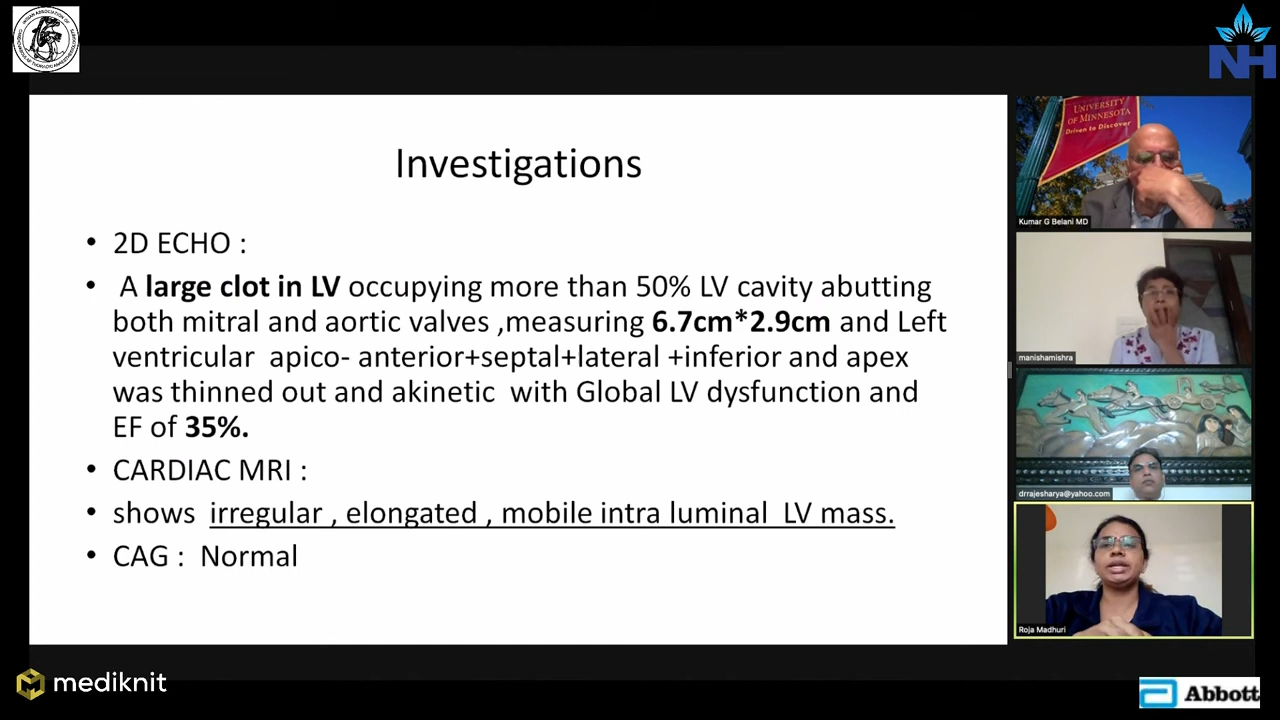 NH
Investigations
• 2D ECHO :
• A large clot in LV occupying more than 50% LV cavity abutting
both mitral and aortic valves ,measuring 6.7cm*2.9cm and Left
ventricular apico- anterior+septal+lateral +inferior and apex
was thinned out and akinetic with Global LV dysfunction and
EF of 35%.
• CARDIAC MRI :
• shows irregular , elongated , mobile intra luminal LV mass.
• CAG : Normal
UNIVERSITY
OF MINNESOTA
Driven to Discover
Kumar G Belani MD
manishamishra
drrajesharya@yahoo.com
Roja Madhuri
mediknit
Abbott